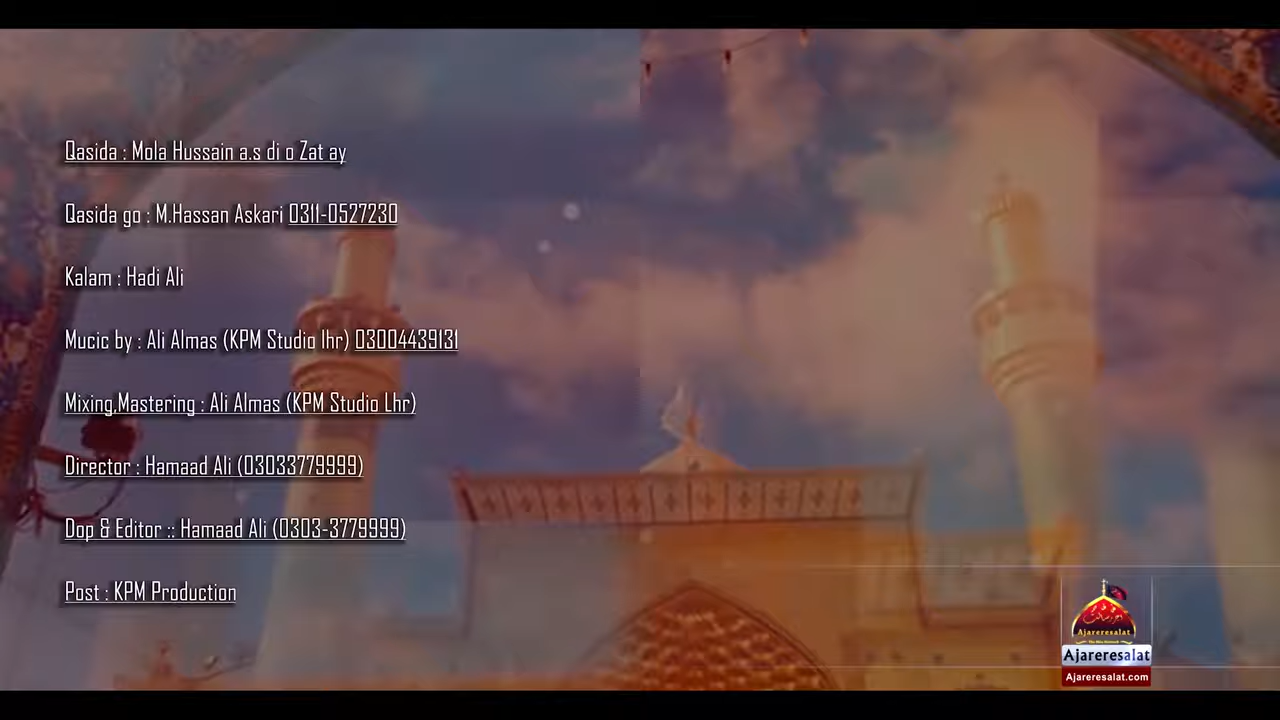 Qasida : Mola Hussain a.s di o Zat ay
Qasida go : M.Hassan Askari 0311-0527230
Kalam : Hadi Ali
Mucic by : Ali Almas (KPM Studio lhr) 03004439131
Mixing,Mastering : Ali Almas (KPM Studio Lhr)
Director : Hamaad Ali (03033779999)
Dop & Editor :: Hamaad Ali (0303-3779999)
Post : KPM Production
Ajareresalat
Ajareresalat
Ajareresalat.com